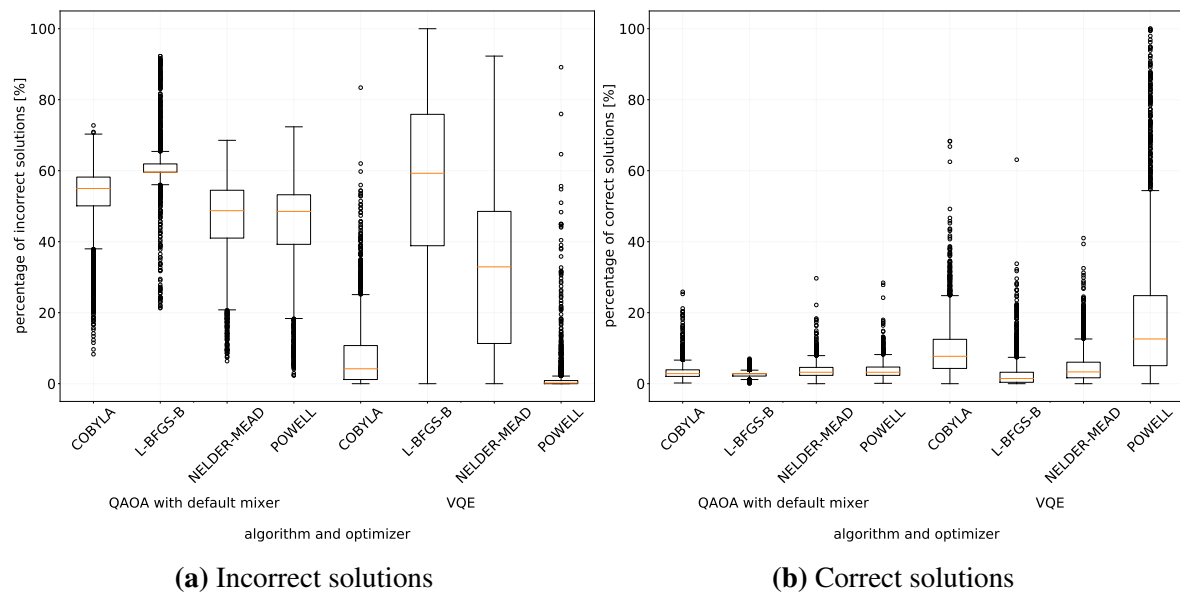 percentage of incorrect solutions [%]
100
80
60
40
20
0
COBYLA
L-BFGS-B
NELDER-MEAD
POWELL
COBYLA
L-BFGS-B
NELDER-MEAD
POWELL
QAOA with default mixer
VQE
algorithm and optimizer
(a) Incorrect solutions
percentage of correct solutions [%]
100
80
60
40
20
0
COBYLA
L-BFGS-B
NELDER-MEAD
POWELL
COBYLA
L-BFGS-B
NELDER-MEAD
POWELL
QAOA with default mixer
VQE
algorithm and optimizer
(b) Correct solutions